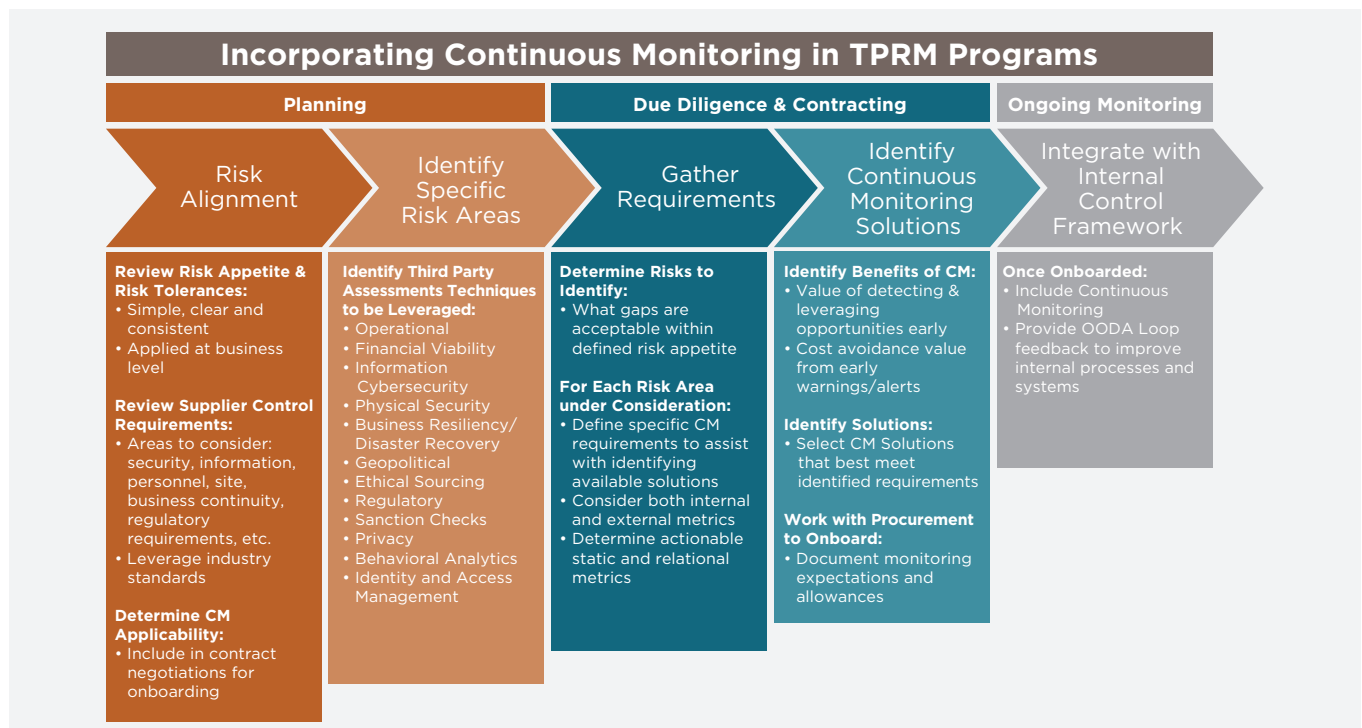 Incorporating Continuous Monitoring in TPRM Programs
Planning
Due Diligence & Contracting
Ongoing Monitoring
Risk
Alignment
Identify
Specific
Risk Areas
Gather
Requirements
Identify
Continuous
Monitoring
Solutions
Integrate with
Internal
Control
Framework
Review Risk Appetite &
Risk Tolerances:
• Simple, clear and
consistent
• Applied at business
level
Review Supplier Control
Requirements:
• Areas to consider:
security, information,
personnel, site,
business continuity,
regulatory
requirements, etc.
• Leverage industry
standards
Determine CM
Applicability:
• Include in contract
negotiations for
onboarding
Identify Third Party
Assessments Techniques
to be Leveraged:
• Operational
• Financial Viability
• Information
Cybersecurity
• Physical Security
• Business Resiliency/
Disaster Recovery
• Geopolitical
• Ethical Sourcing
• Regulatory
• Sanction Checks
• Privacy
• Behavioral Analytics
• Identity and Access
Management
Determine Risks to
Identify:
• What gaps are
acceptable within
defined risk appetite
For Each Risk Area
under Consideration:
• Define specific CM
requirements to assist
with identifying
available solutions
• Consider both internal
and external metrics
• Determine actionable
static and relational
metrics
Identify Benefits of CM:
• Value of detecting &
leveraging
opportunities early
• Cost avoidance value
from early
warnings/alerts
Identify Solutions:
• Select CM Solutions
that best meet
identified requirements
Work with Procurement
to Onboard:
• Document monitoring
expectations and
allowances
Once Onboarded:
• Include Continuous
Monitoring
• Provide OODA Loop
feedback to improve
internal processes and
systems